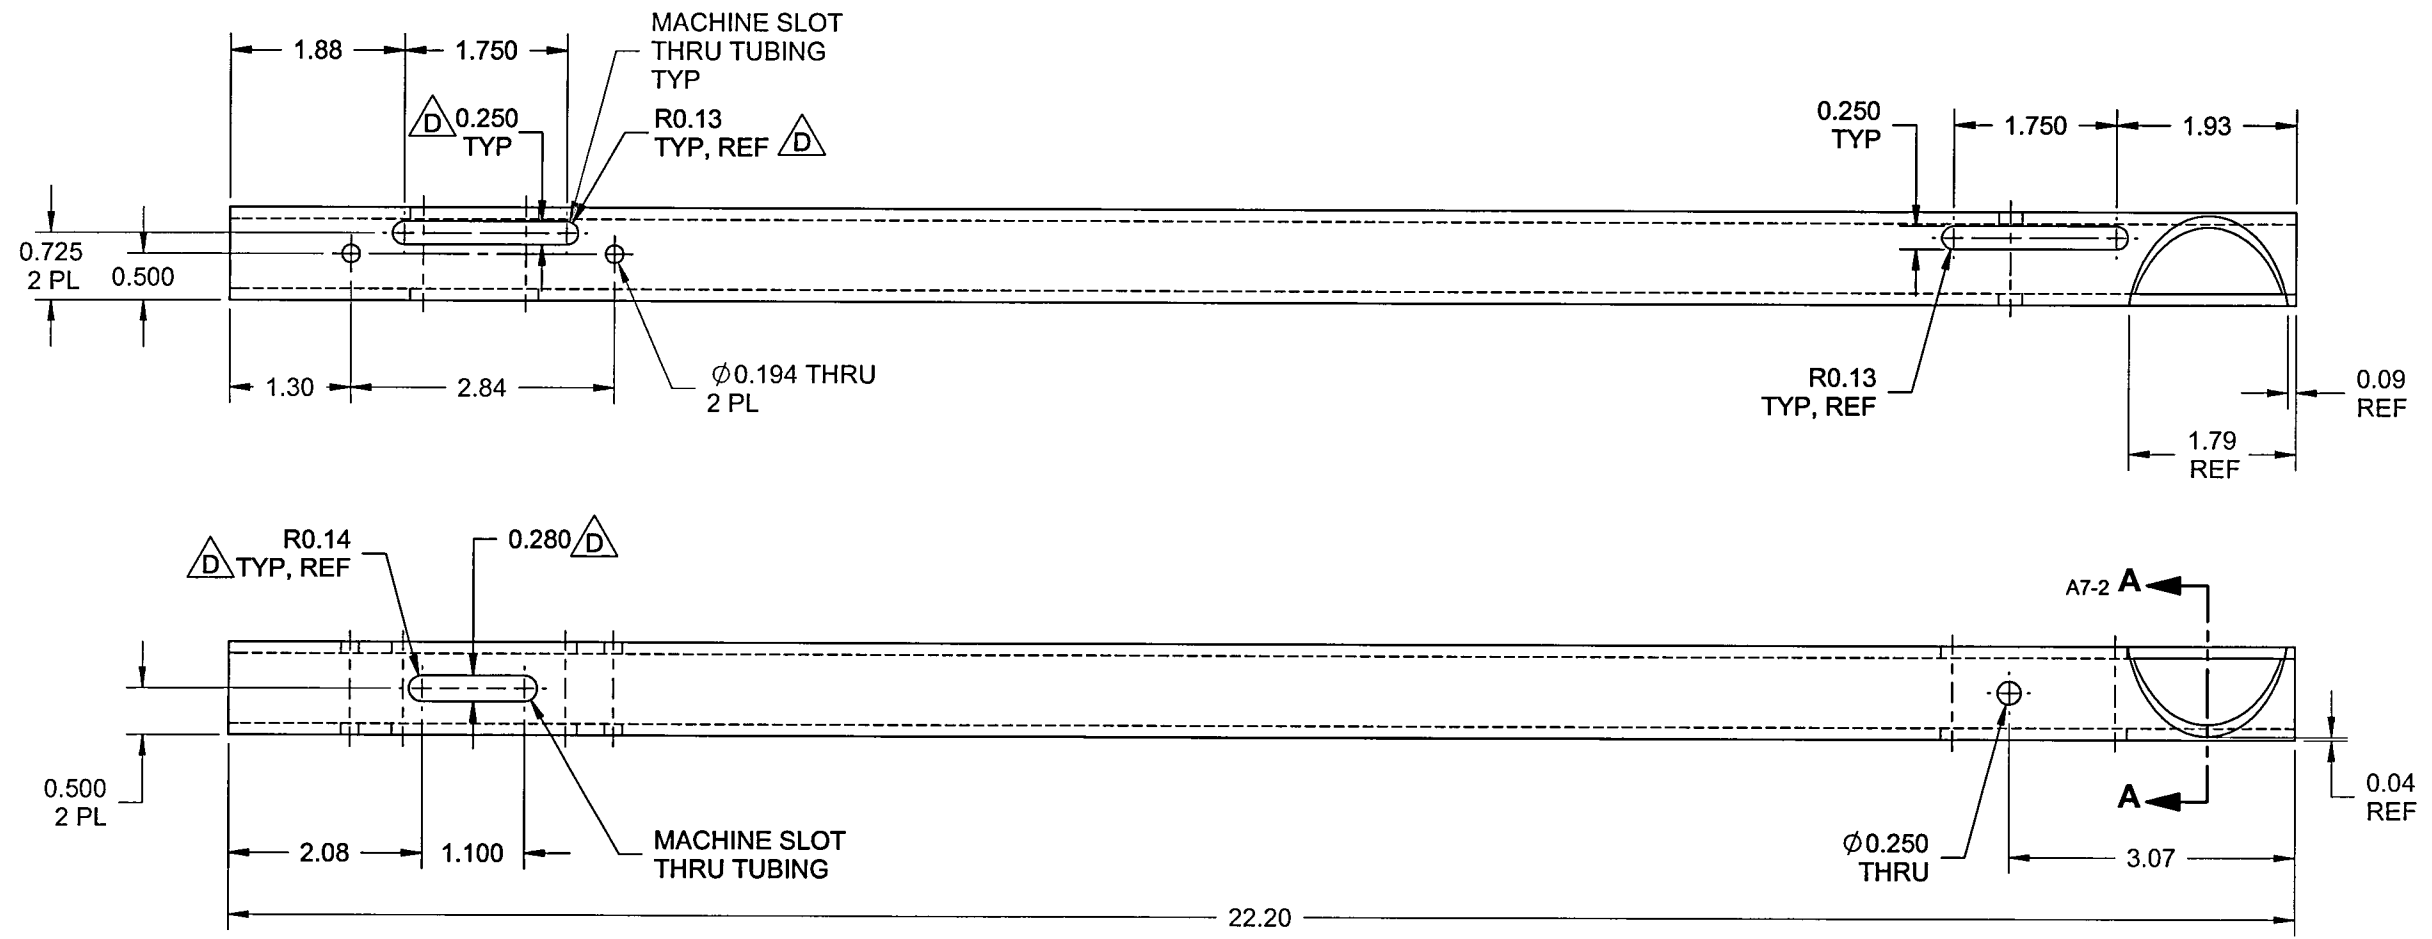 MACHINE SLOT
THRU TUBING
TYP
1.88
1.750
D
0.250
TYP
R0.13
TYP, REF
D
0.250
TYP
1.750
1.93
0.725
2 PL
0.500
1.30
2.84
Ø0.194 THRU
2 PL
R0.13
TYP, REF
0.09
REF
1.79
REF
R0.14
D TYP, REF
0.280 D
A7-2 A
0.500
2 PL
2.08
1.100
MACHINE SLOT
THRU TUBING
Ø0.250
THRU
A
3.07
0.04
REF
22.20